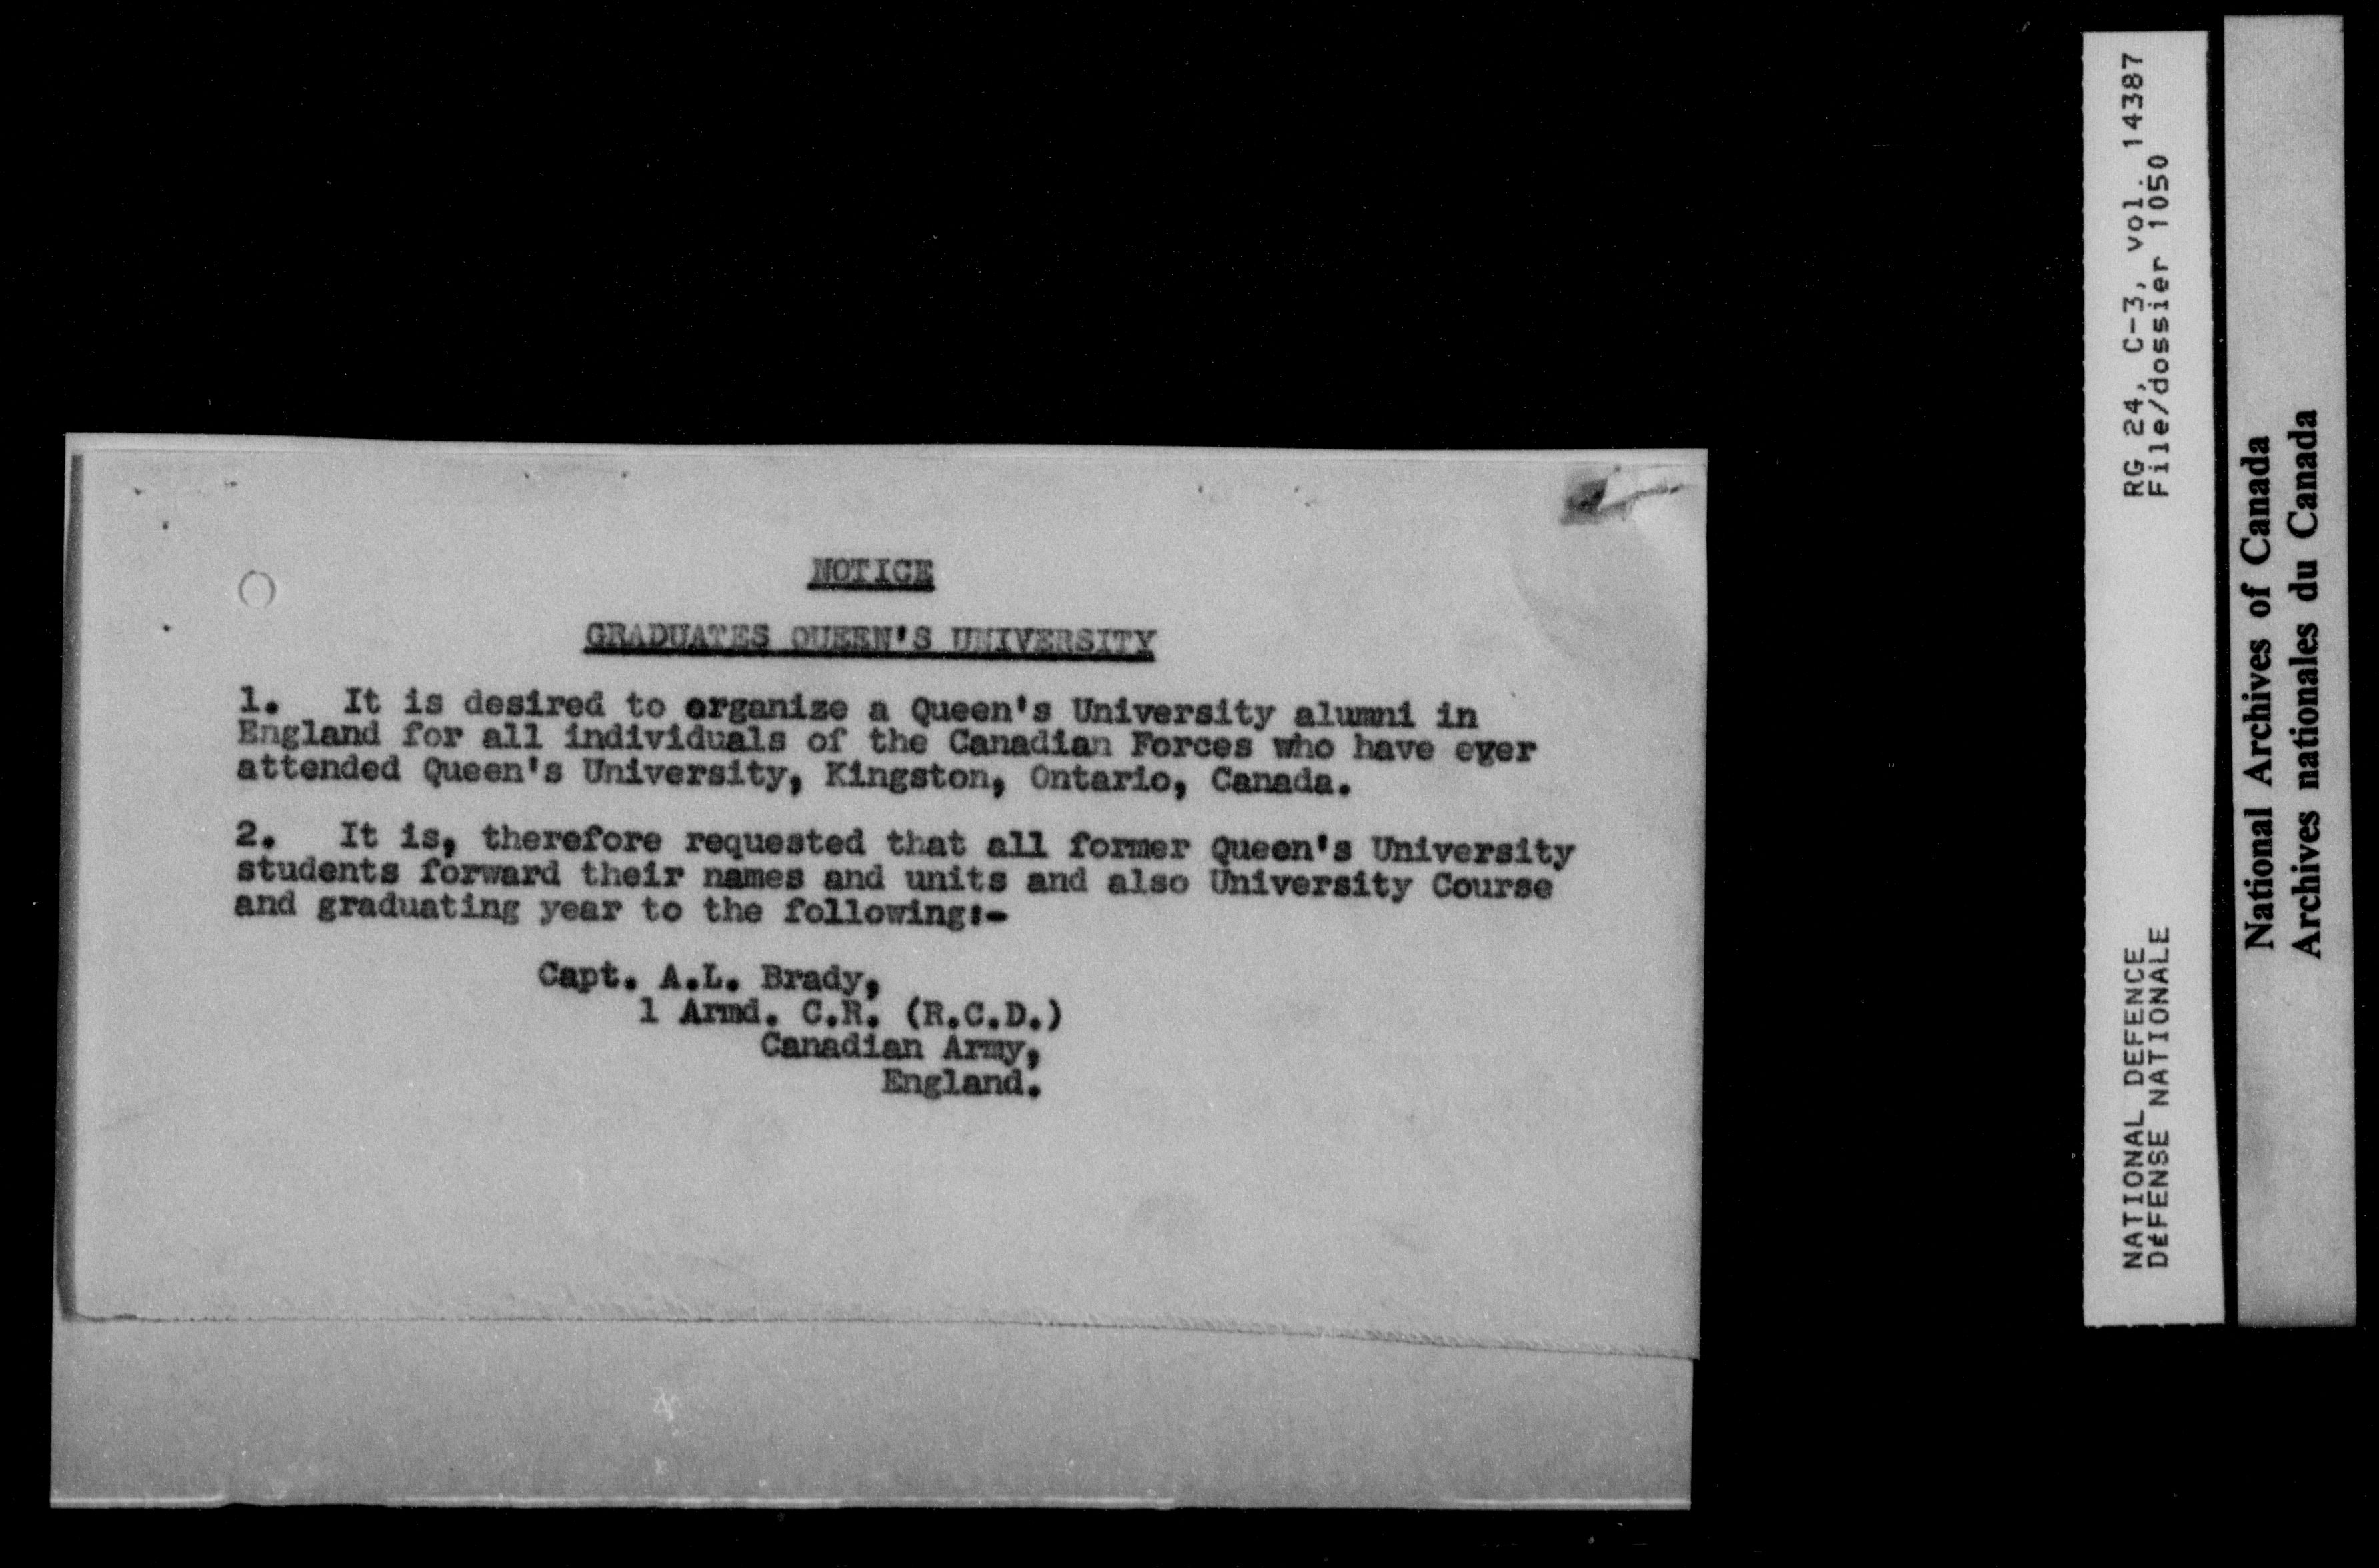 NOTICE
GRADUATES QUEEN'S UNIVERSITY
1. It is desired to organize a Queen's University alumni in
England for all individuals of the Canadian Forces who have ever
attended Queen's University, Kingston, Ontario, Canada.
2. It is, therefore requested that all former Queen's University
students forward their names and units and also University Course
and graduating year to the following:-
Capt. A.L. Brady,
1 Armd. C.R. (R.C.D.)
Canadian Army,
England.
NATIONAL DEFENCE RG 24, C-3, vol. 14387
DÉFENSE NATIONALE File/dossier 1050
National Archives of Canada
Archives nationales du Canada